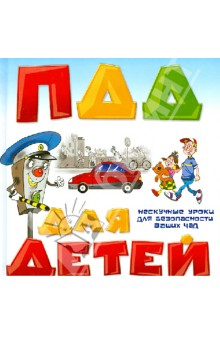 ПДД
для
ДЕТЕЙ
нескучные уроки
для безопасности
ваших чад